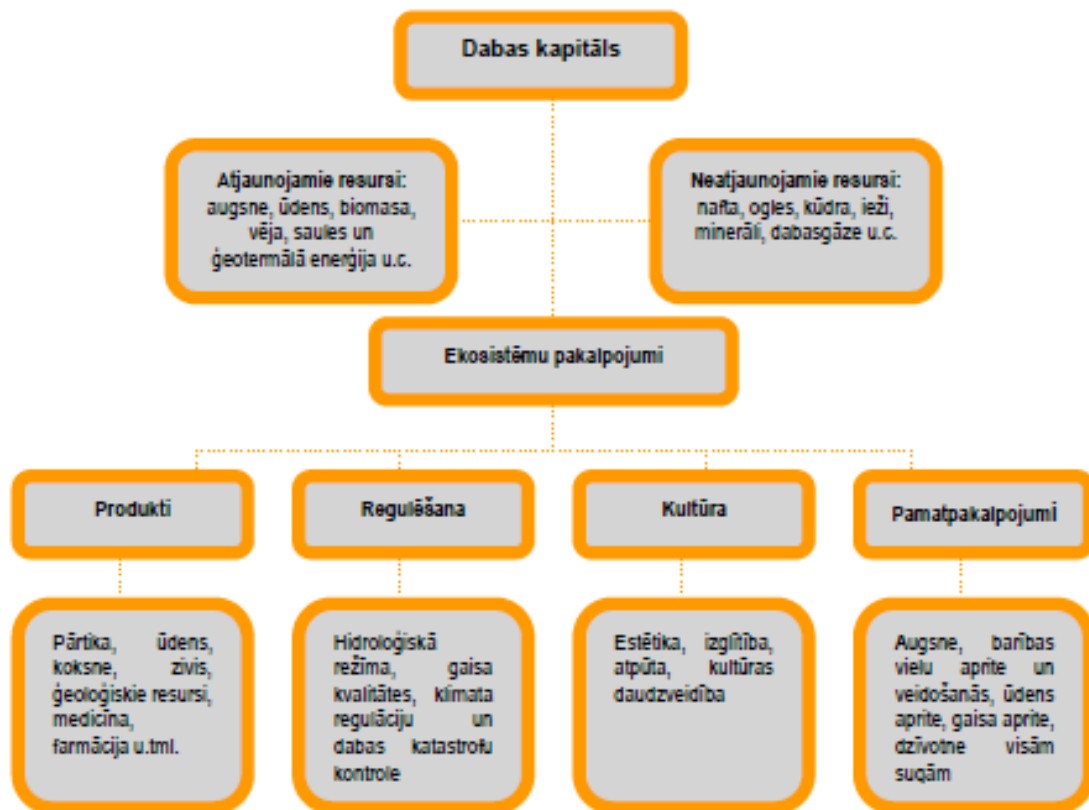 Dabas kapitāls
Atjaunojamie resursi:
augsne, ūdens, biomasa,
vēja, saules un
ģeotermālā enerģija u.c.
Neatjaunojamie resursi:
nafta, ogles, kūdra, ieži,
minerāli, dabasgāze u.c.
Ekosistēmu pakalpojumi
Produkti
Regulēšana
Kultūra
Pamatpakalpojumi
Pārtika, ūdens,
koksne, zivis,
ģeoloģiskie resursi,
medicīna,
farmācija u.tml.
Hidroloģiskā
režīma, gaisa
kvalitātes, klimata
regulāciju un
dabas katastrofu
kontrole
Estētika, izglītība,
atpūta, kultūras
daudzveidība
Augsne, barības
vielu aprite un
veidošanās, ūdens
aprite, gaisa aprite,
dzīvotne visām
sugām